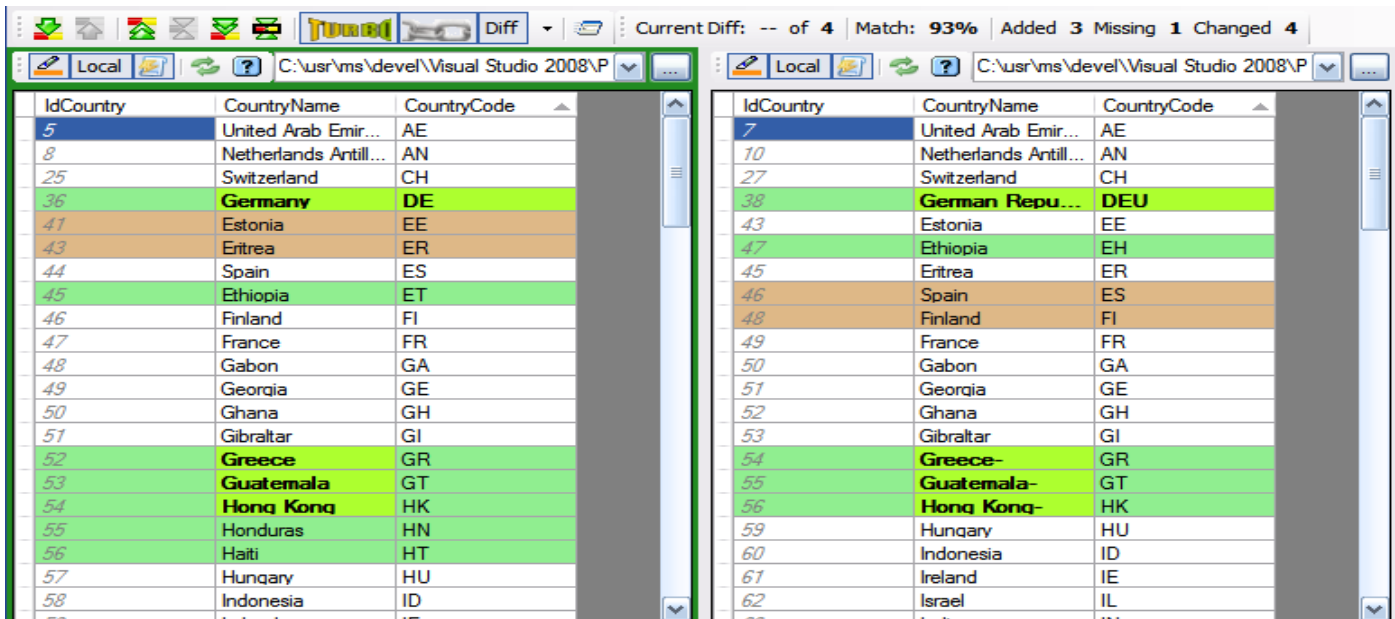 TURBO Diff Current Diff: -- of 4 Match: 93% Added 3 Missing 1 Changed 4
Local ? C:\usr\ms\devel\Visual Studio 2008\P ...
IdCountry CountryName CountryCode
5 United Arab Emir... AE
8 Netherlands Antill... AN
25 Switzerland CH
36 Germany DE
41 Estonia EE
43 Eritrea ER
44 Spain ES
45 Ethiopia ET
46 Finland FI
47 France FR
48 Gabon GA
49 Georgia GE
50 Ghana GH
51 Gibraltar GI
52 Greece GR
53 Guatemala GT
54 Hong Kong HK
55 Honduras HN
56 Haiti HT
57 Hungary HU
58 Indonesia ID
Local ? C:\usr\ms\devel\Visual Studio 2008\P ...
IdCountry CountryName CountryCode
7 United Arab Emir... AE
10 Netherlands Antill... AN
27 Switzerland CH
38 German Repu... DEU
43 Estonia EE
47 Ethiopia EH
45 Eritrea ER
46 Spain ES
48 Finland FI
49 France FR
50 Gabon GA
51 Georgia GE
52 Ghana GH
53 Gibraltar GI
54 Greece- GR
55 Guatemala- GT
56 Hong Kong- HK
59 Hungary HU
60 Indonesia ID
61 Ireland IE
62 Israel IL